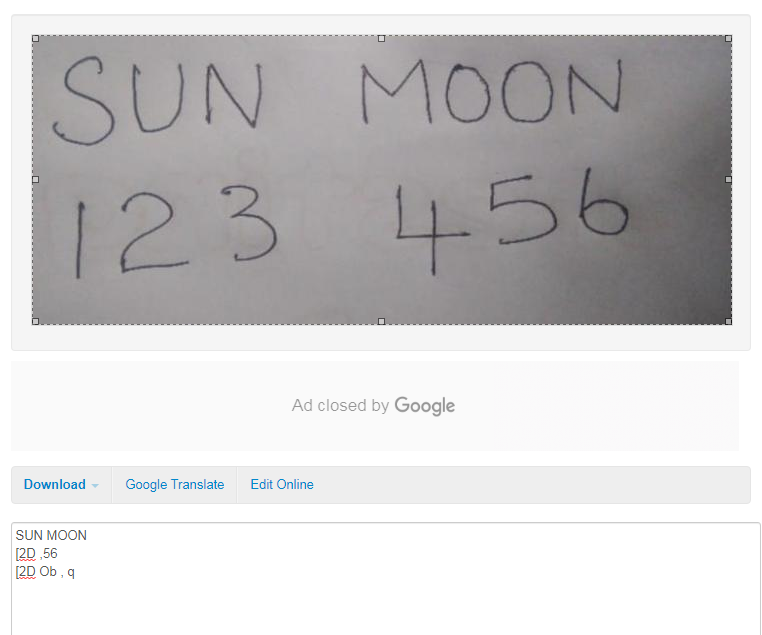 SUN MOON
123 456
Ad closed by Google
Download Google Translate Edit Online
SUN MOON
[2D ,56
[2D Ob , q